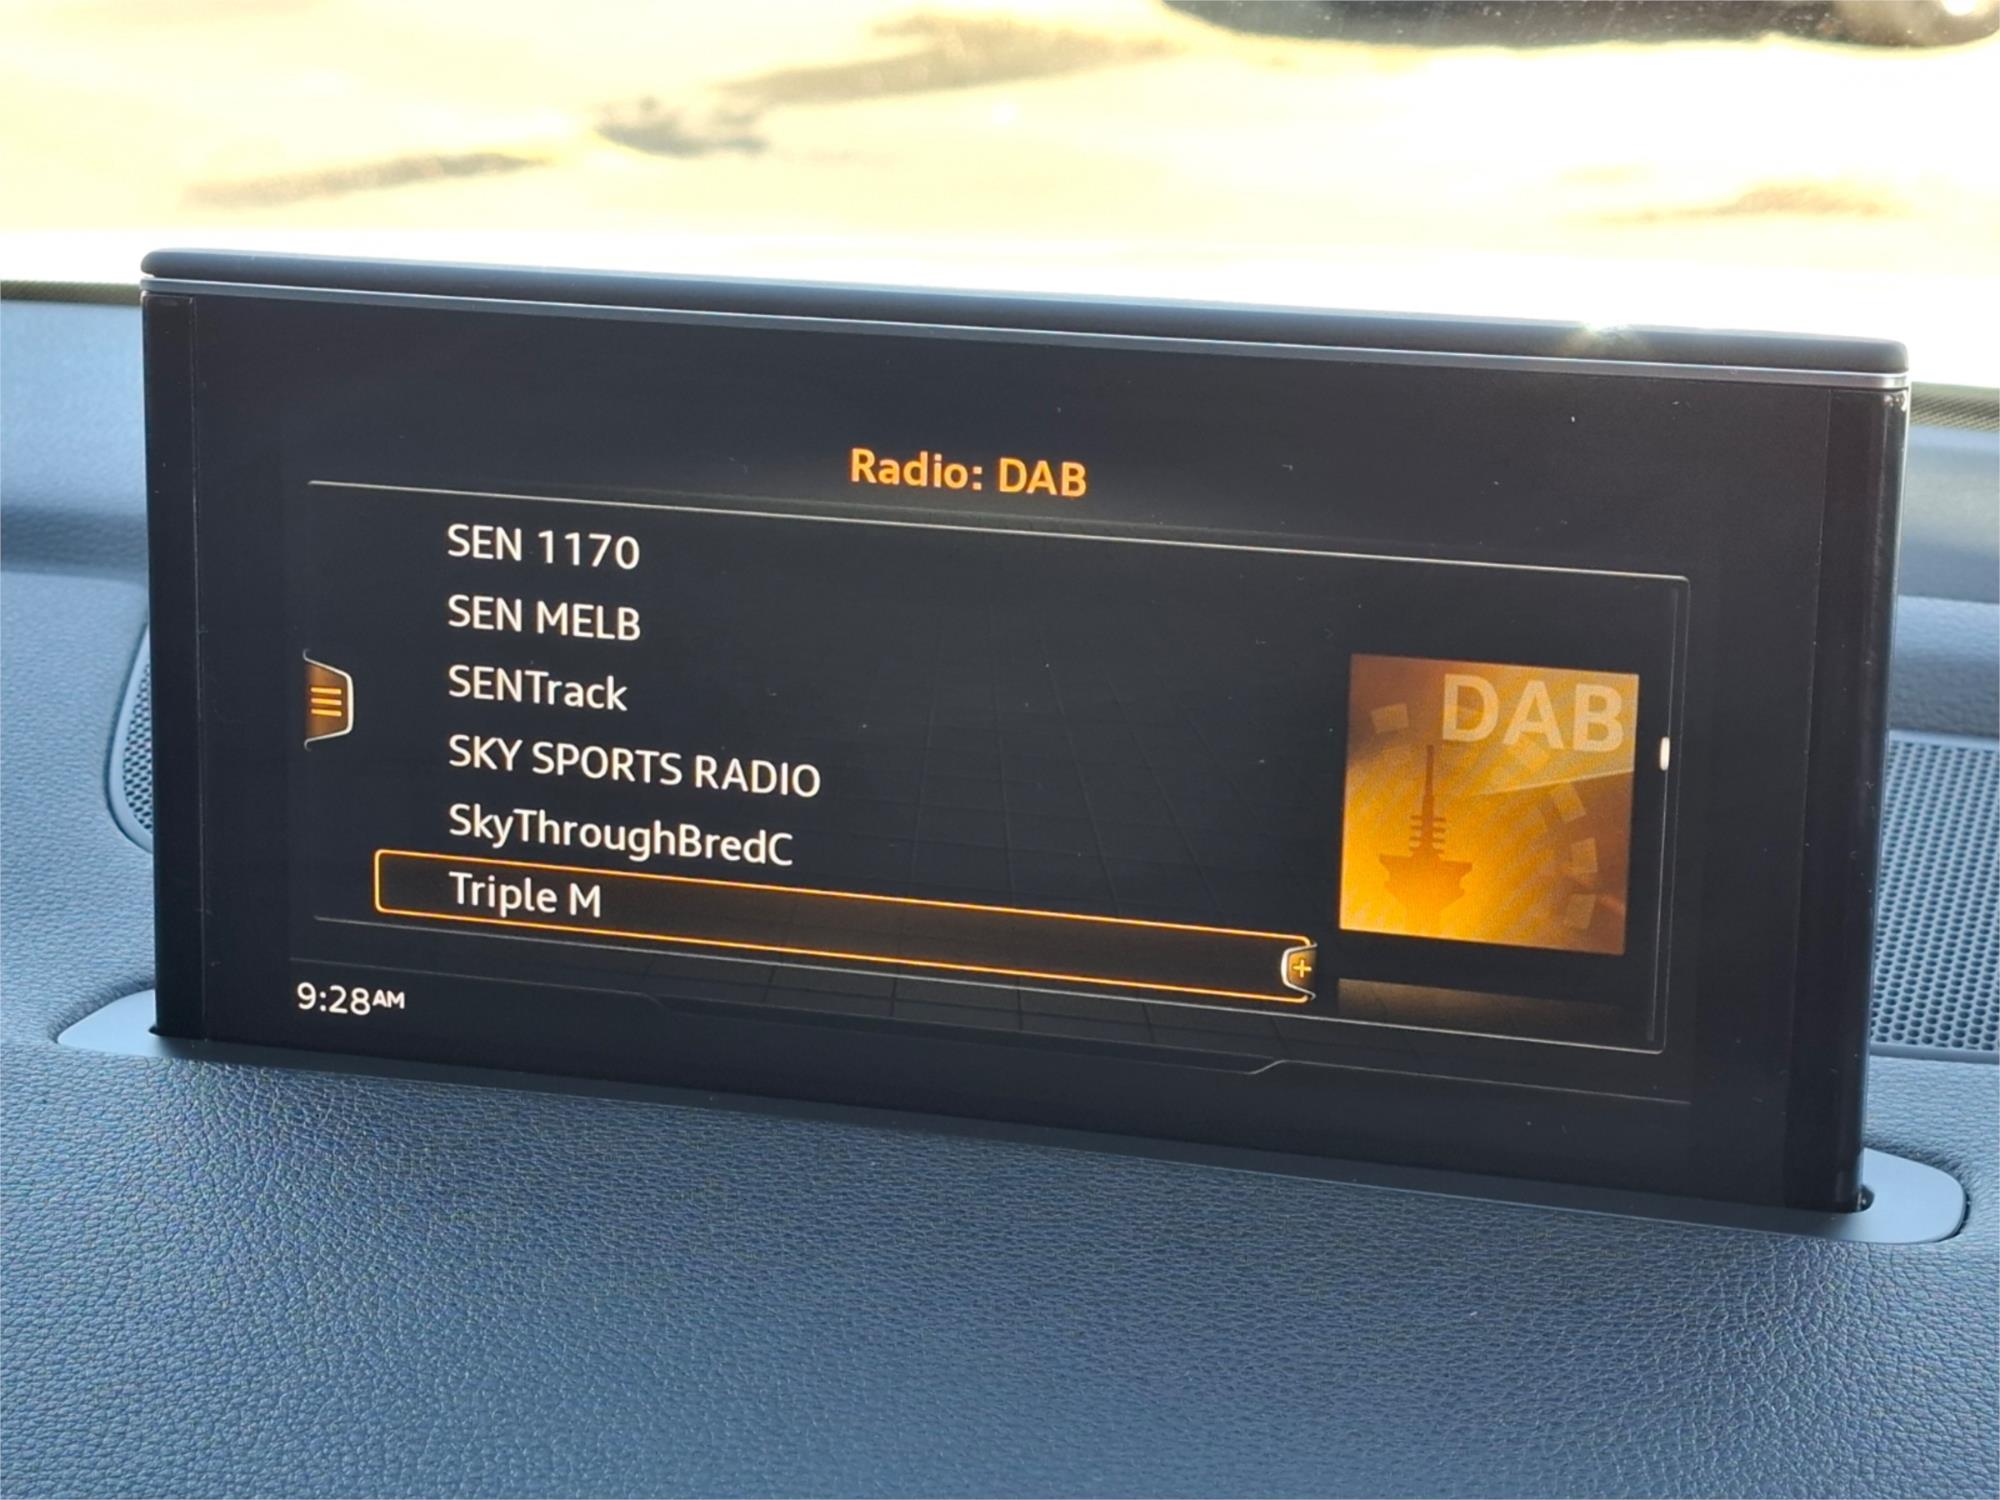 Radio: DAB
SEN 1170
SEN MELB
SENTrack
SKY SPORTS RADIO
SkyThroughBredC
Triple M
DAB
9:28AM